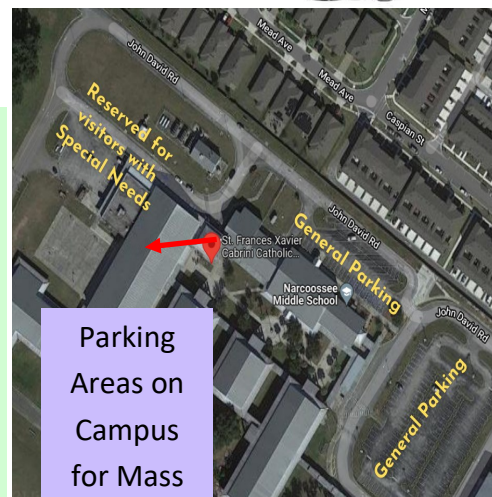 John David Rd
Mead Ave
Mead Ave
Caspian St
Reserved for
visitors with
Special Needs
St. Frances Xavier
Cabrini Catholic...
General Parking
John David Rd
Narcoossee
Middle School
John David Rd
General Parking
Parking
Areas on
Campus
for Mass